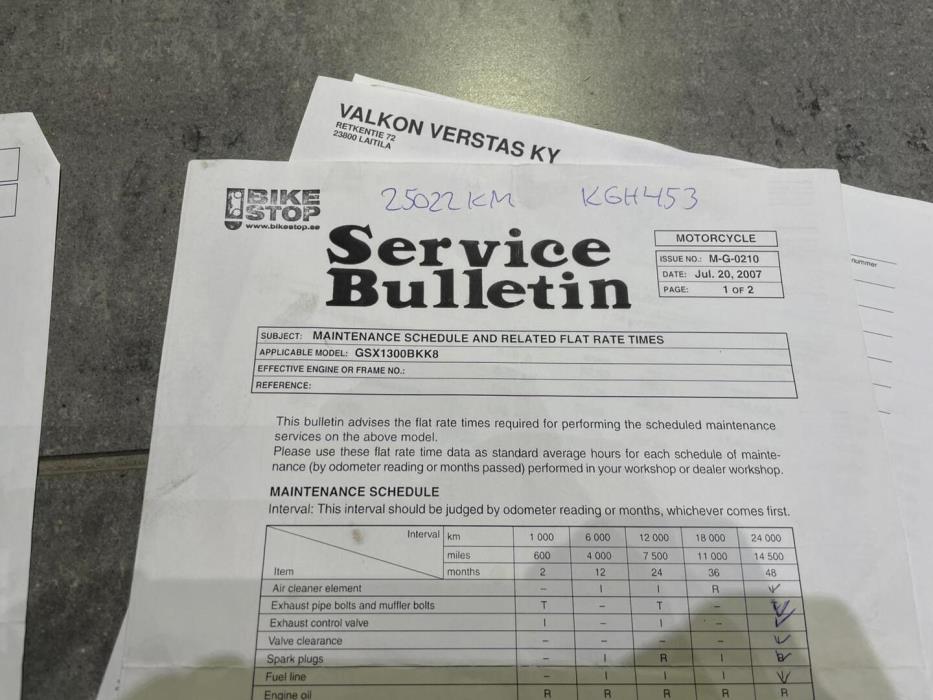 VALKON VERSTAS KY
RETKENTIE 72
23800 LAITILA
BIKE
STOP
www.bikestop.se
25022 KM KGH453
Service
Bulletin
MOTORCYCLE
ISSUE NO.: M-G-0210
DATE: Jul. 20, 2007
PAGE: 1 OF 2
nummer
SUBJECT: MAINTENANCE SCHEDULE AND RELATED FLAT RATE TIMES
APPLICABLE MODEL: GSX1300BKK8
EFFECTIVE ENGINE OR FRAME NO.:
REFERENCE:
This bulletin advises the flat rate times required for performing the scheduled maintenance
services on the above model.
Please use these flat rate time data as standard average hours for each schedule of mainte-
nance (by odometer reading or months passed) performed in your workshop or dealer workshop.
MAINTENANCE SCHEDULE
Interval: This interval should be judged by odometer reading or months, whichever comes first.
Interval km 1 000 6 000 12 000 18 000 24 000
miles 600 4 000 7 500 11 000 14 500
Item months 2 12 24 36 48
Air cleaner element – I I R
Exhaust pipe bolts and muffler bolts T – T –
Exhaust control valve I – I –
Valve clearance – – – –
Spark plugs – I R I
Fuel line – I I I
Engine oil R R R R R